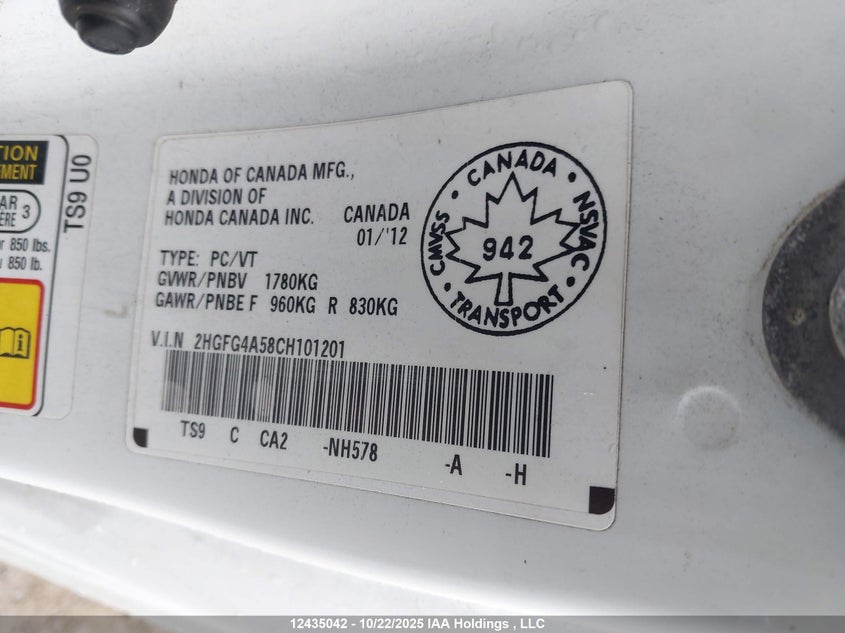 TION
EMENT
AR 3
ÈRE
r 850 lbs.
u 850 lb.
TS9 U0
HONDA OF CANADA MFG.,
A DIVISION OF
HONDA CANADA INC. CANADA
01/'12
TYPE: PC/VT
GVWR/PNBV 1780KG
GAWR/PNBE F 960KG R 830KG
V.I.N 2HGFG4A58CH101201
TS9 C CA2 -NH578 -A -H
CANADA • NSVAC • TRANSPORT • CMVSS •
942
12435042 - 10/22/2025 IAA Holdings , LLC